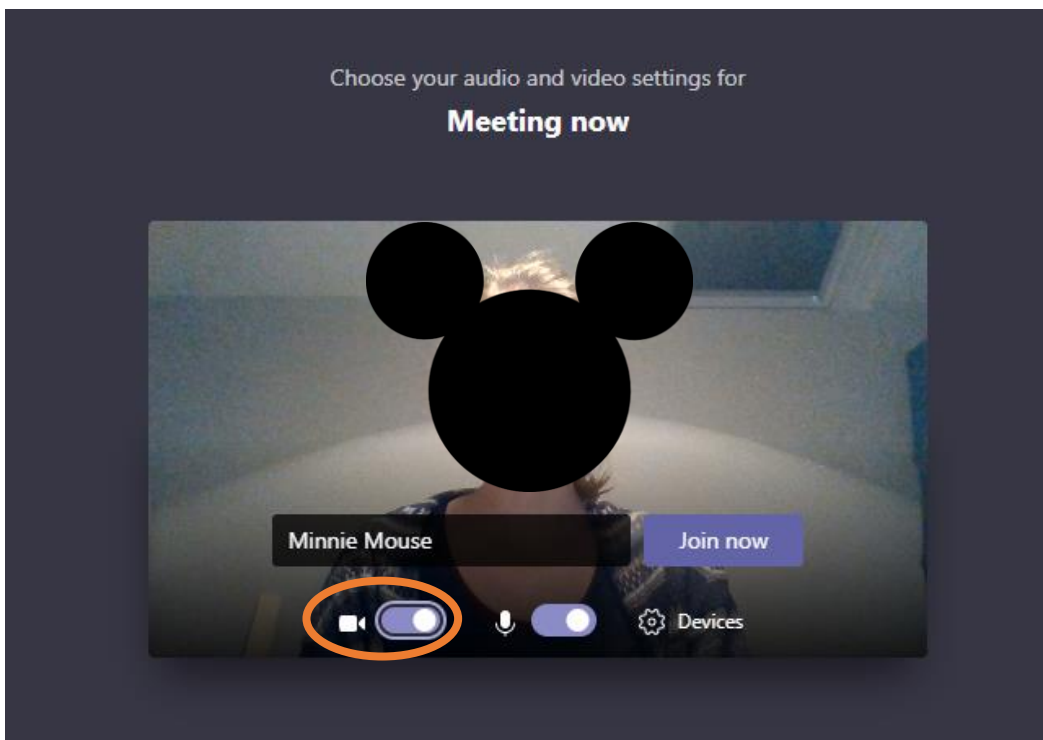 Choose your audio and video settings for
Meeting now
Minnie Mouse
Join now
Devices